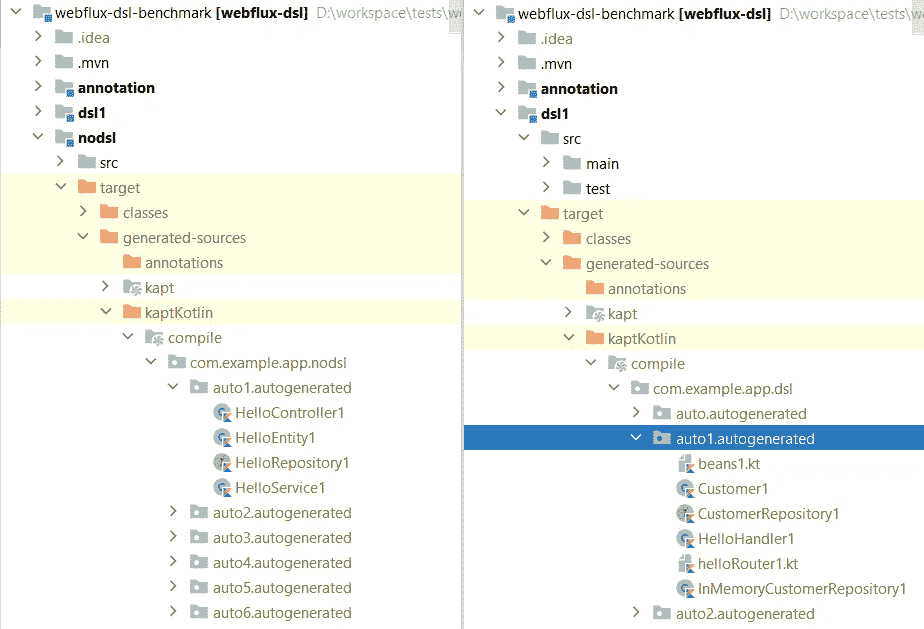 webflux-dsl-benchmark [webflux-dsl] D:\workspace\tests\w
.idea
.mvn
annotation
dsl1
nodsl
src
target
classes
generated-sources
annotations
kapt
kaptKotlin
compile
com.example.app.nodsl
auto1.autogenerated
HelloController1
HelloEntity1
HelloRepository1
HelloService1
auto2.autogenerated
auto3.autogenerated
auto4.autogenerated
auto5.autogenerated
auto6.autogenerated
webflux-dsl-benchmark [webflux-dsl] D:\workspace\tests\w
.idea
.mvn
annotation
dsl1
src
main
test
target
classes
generated-sources
annotations
kapt
kaptKotlin
compile
com.example.app.dsl
auto.autogenerated
auto1.autogenerated
beans1.kt
Customer1
CustomerRepository1
HelloHandler1
helloRouter1.kt
InMemoryCustomerRepository1
auto2.autogenerated